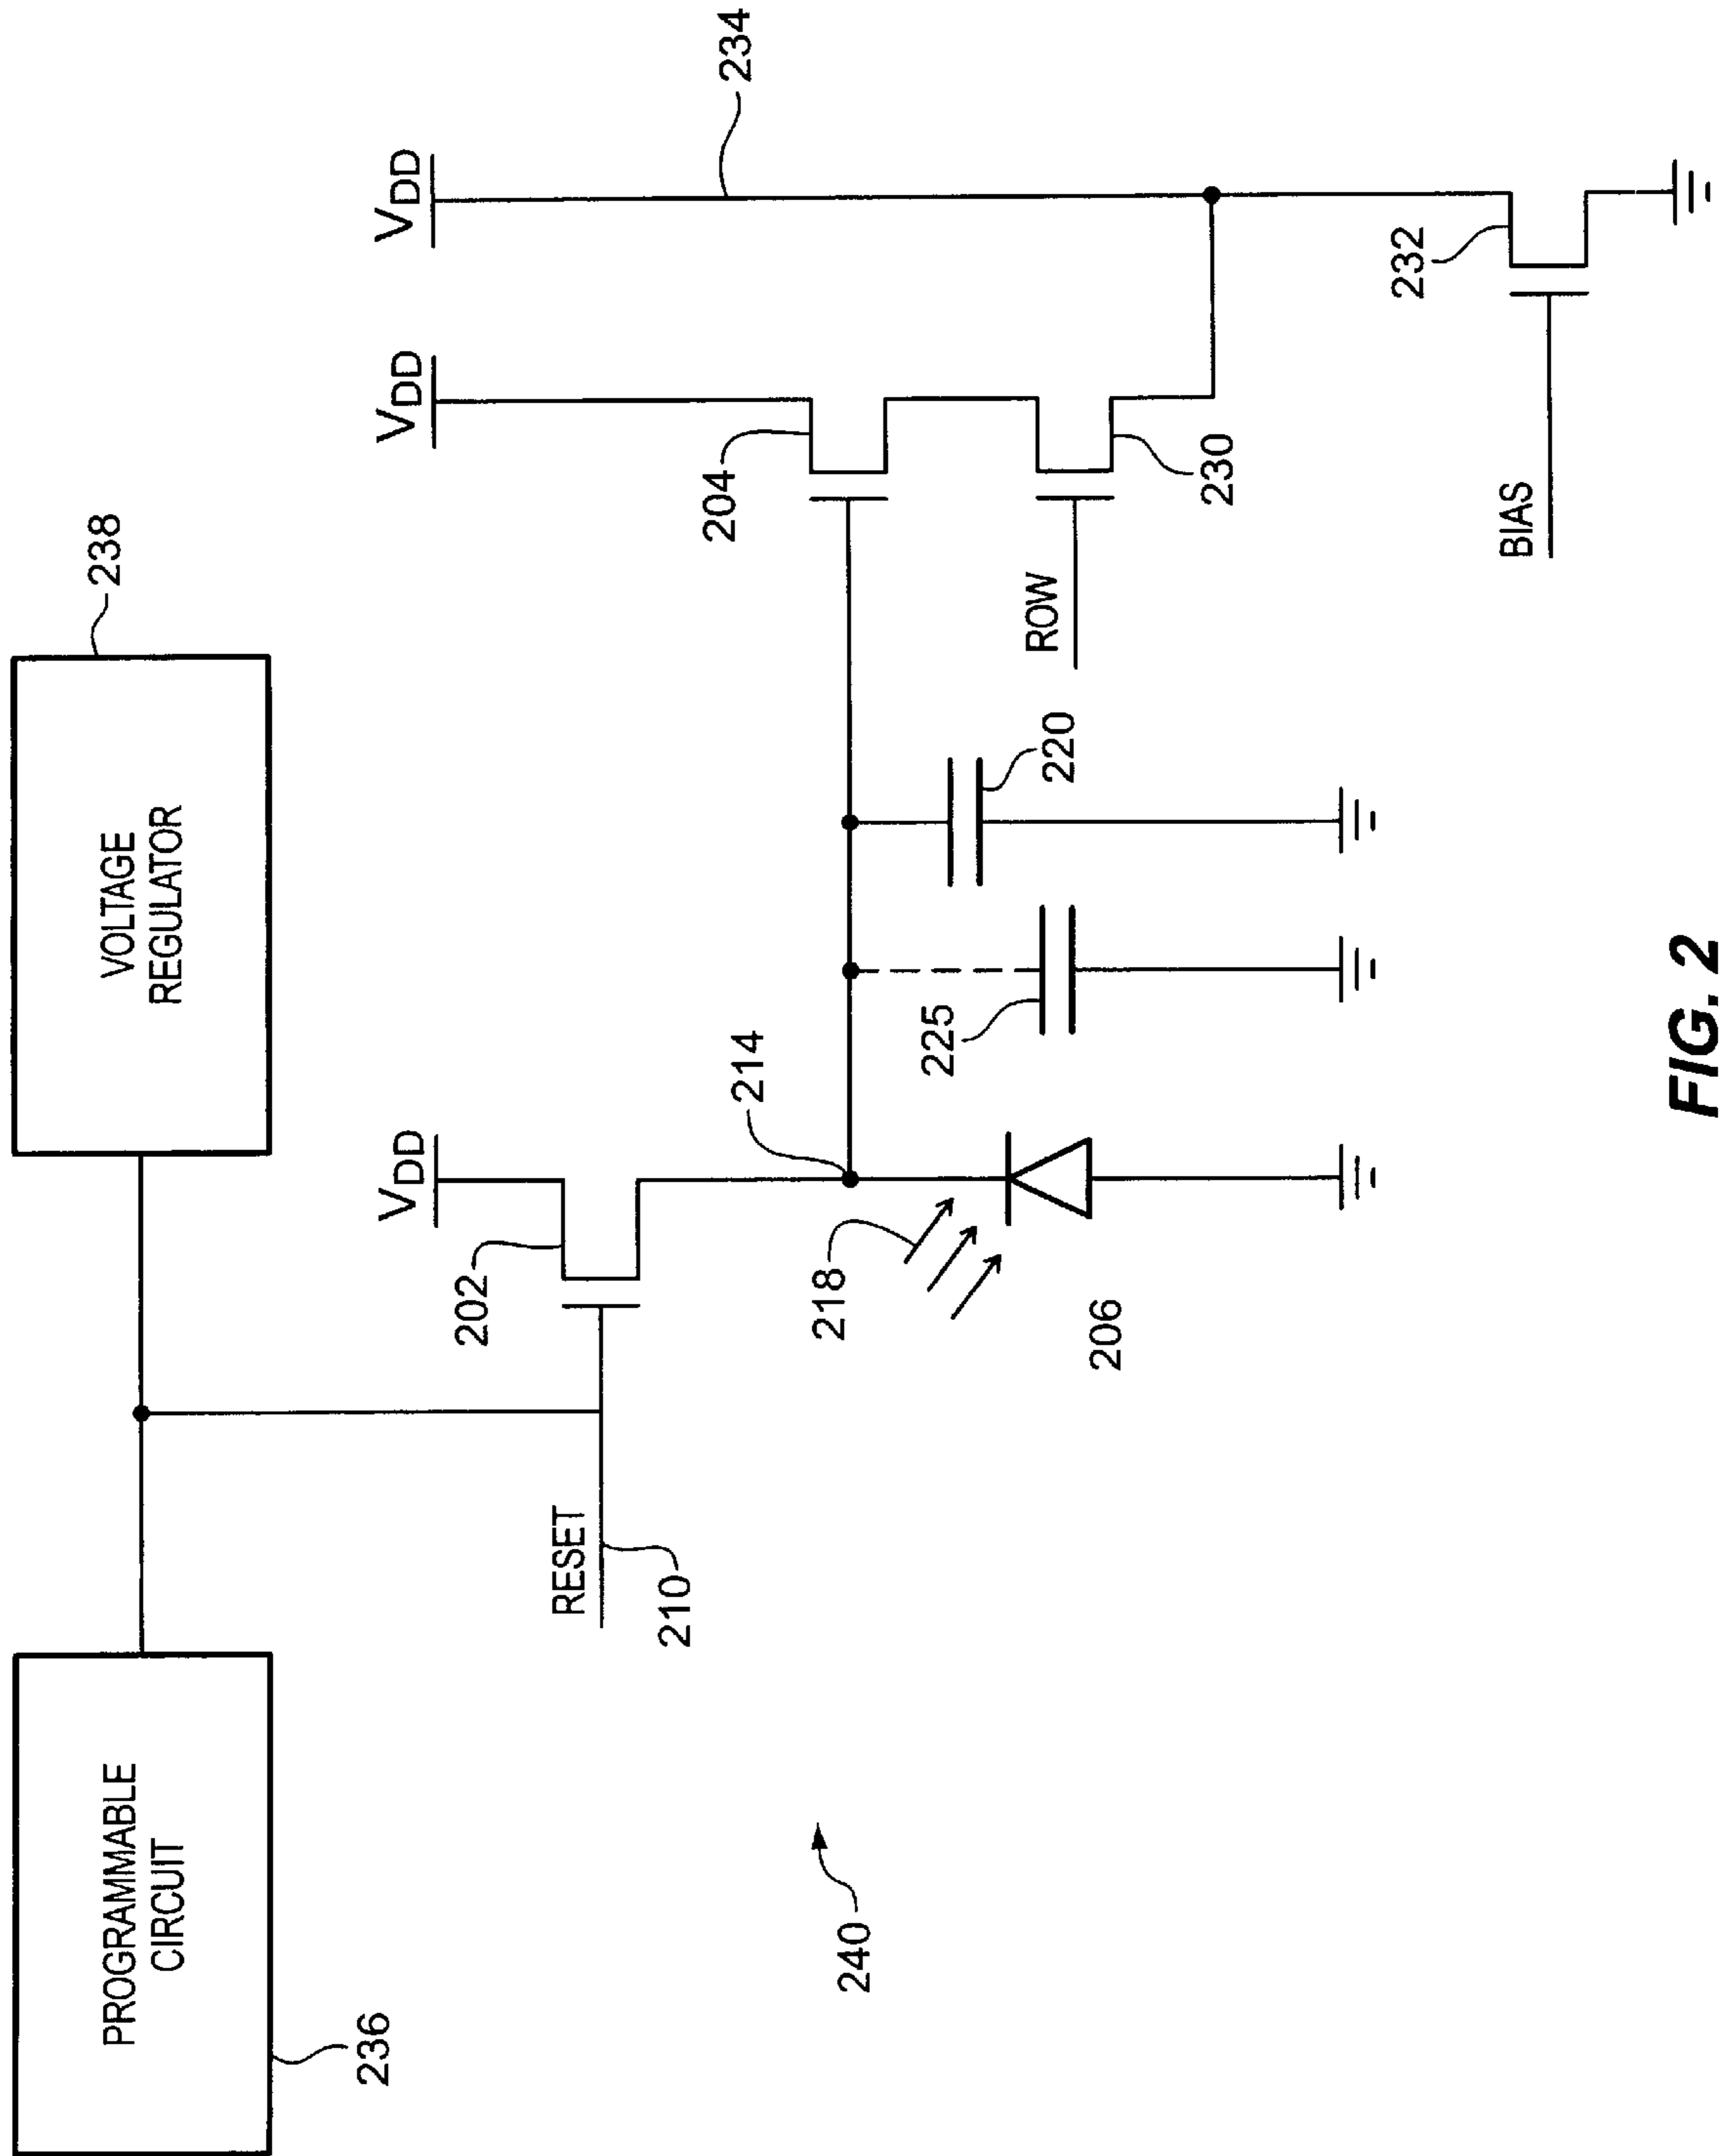 PROGRAMMABLE
CIRCUIT
236
VOLTAGE
REGULATOR
238
VDD
VDD
VDD
234
RESET
210
202
204
214
218
206
225
220
ROW
230
240
BIAS
232
FIG. 2